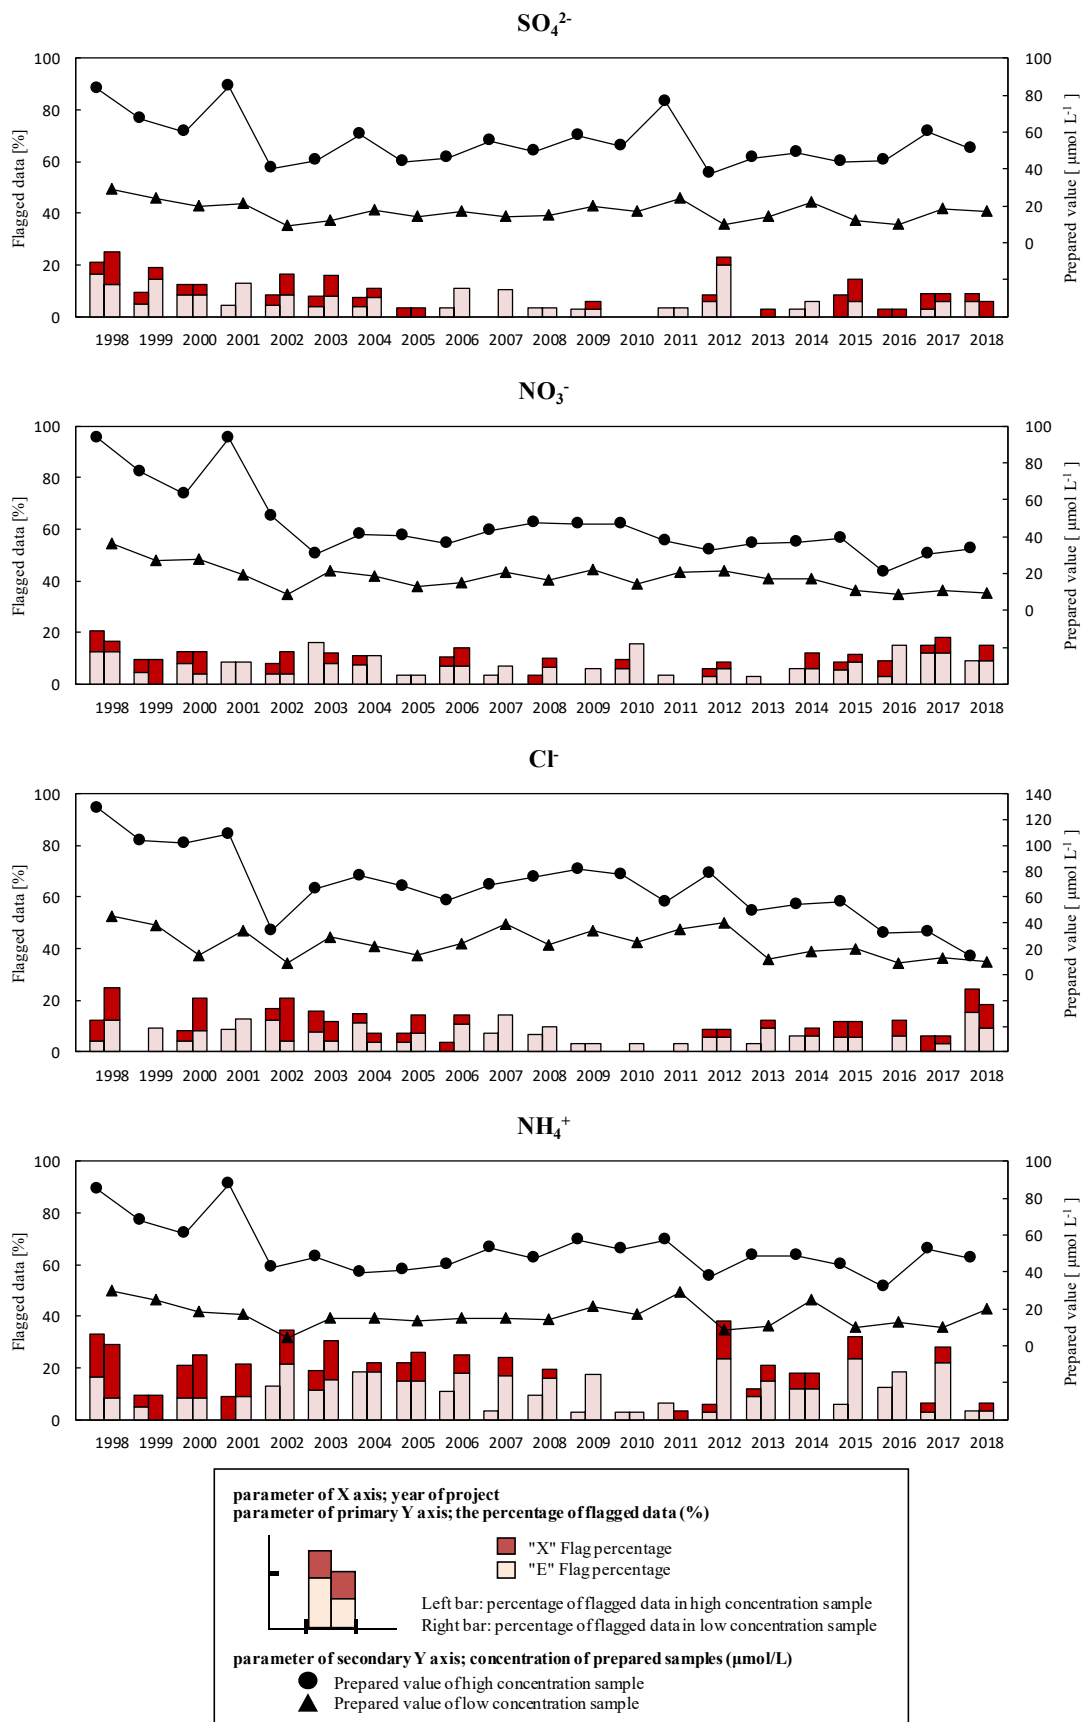 SO₄²⁻
Flagged data [%]
100
80
60
40
20
0
100
80
60
40
20
0
Prepared value [ μmol L⁻¹ ]
1998 1999 2000 2001 2002 2003 2004 2005 2006 2007 2008 2009 2010 2011 2012 2013 2014 2015 2016 2017 2018
NO₃⁻
Flagged data [%]
100
80
60
40
20
0
100
80
60
40
20
0
Prepared value [ μmol L⁻¹ ]
1998 1999 2000 2001 2002 2003 2004 2005 2006 2007 2008 2009 2010 2011 2012 2013 2014 2015 2016 2017 2018
Cl⁻
Flagged data [%]
100
80
60
40
20
0
140
120
100
80
60
40
20
0
Prepared value [ μmol L⁻¹ ]
1998 1999 2000 2001 2002 2003 2004 2005 2006 2007 2008 2009 2010 2011 2012 2013 2014 2015 2016 2017 2018
NH₄⁺
Flagged data [%]
100
80
60
40
20
0
100
80
60
40
20
0
Prepared value [ μmol L⁻¹ ]
1998 1999 2000 2001 2002 2003 2004 2005 2006 2007 2008 2009 2010 2011 2012 2013 2014 2015 2016 2017 2018
parameter of X axis; year of project
parameter of primary Y axis; the percentage of flagged data (%)
"X" Flag percentage
"E" Flag percentage
Left bar: percentage of flagged data in high concentration sample
Right bar: percentage of flagged data in low concentration sample
parameter of secondary Y axis; concentration of prepared samples (μmol/L)
Prepared value of high concentration sample
Prepared value of low concentration sample